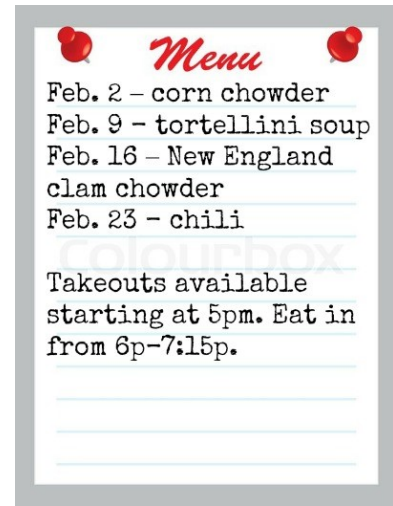 Menu
Feb. 2 – corn chowder
Feb. 9 – tortellini soup
Feb. 16 – New England
clam chowder
Feb. 23 – chili
Colourbox
Takeouts available
starting at 5pm. Eat in
from 6p-7:15p.